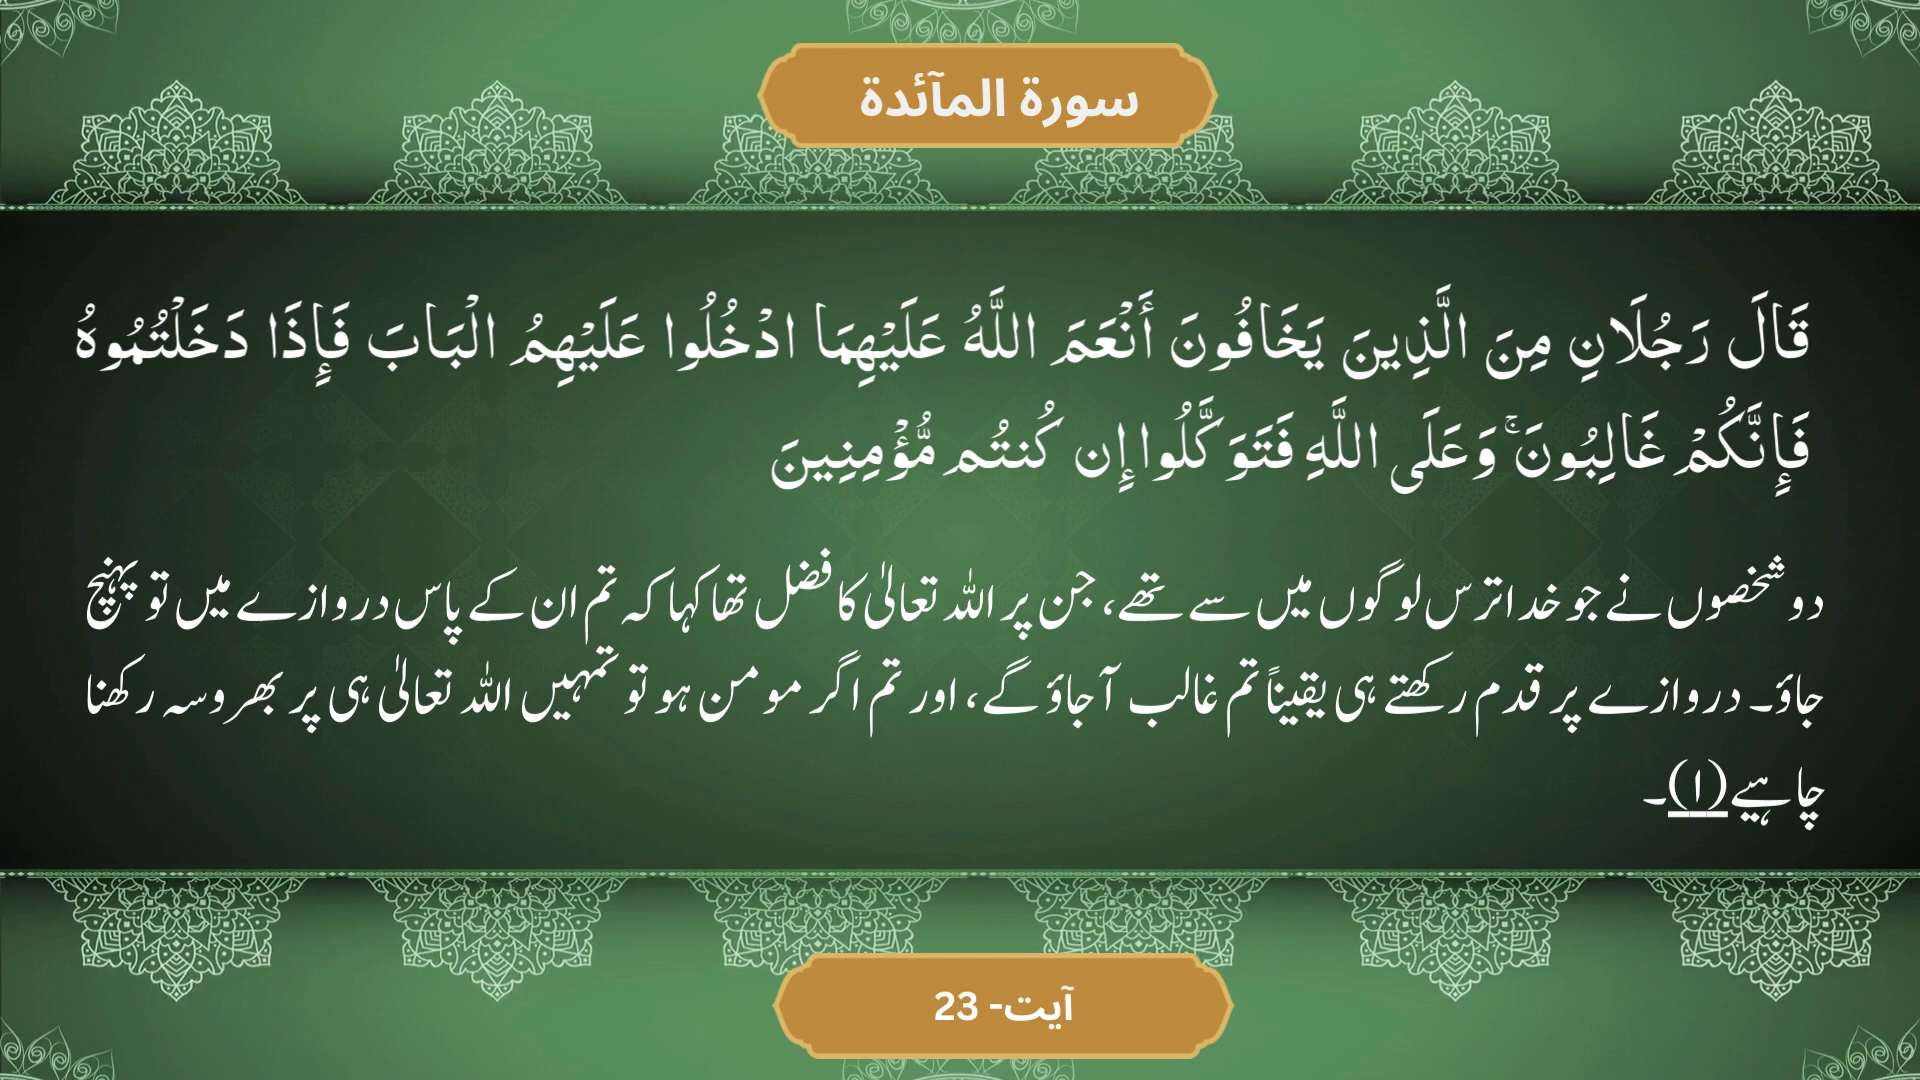 سورة المآئدة
قَالَ رَجُلَانِ مِنَ الَّذِينَ يَخَافُونَ أَنْعَمَ اللَّهُ عَلَيْهِمَا ادْخُلُوا عَلَيْهِمُ الْبَابَ فَإِذَا دَخَلْتُمُوهُ
فَإِنَّكُمْ غَالِبُونَ ۚ وَعَلَى اللَّهِ فَتَوَكَّلُوا إِن كُنتُم مُّؤْمِنِينَ
دو شخصوں نے جو خدا ترس لوگوں میں سے تھے، جن پر اللہ تعالیٰ کا فضل تھا کہا کہ تم ان کے پاس دروازے میں تو پہنچ
جاؤ۔ دروازے پر قدم رکھتے ہی یقیناً تم غالب آجاؤ گے، اور تم اگر مومن ہو تو تمہیں اللہ تعالیٰ ہی پر بھروسہ رکھنا
چاہیے(۱)۔
آیت- 23